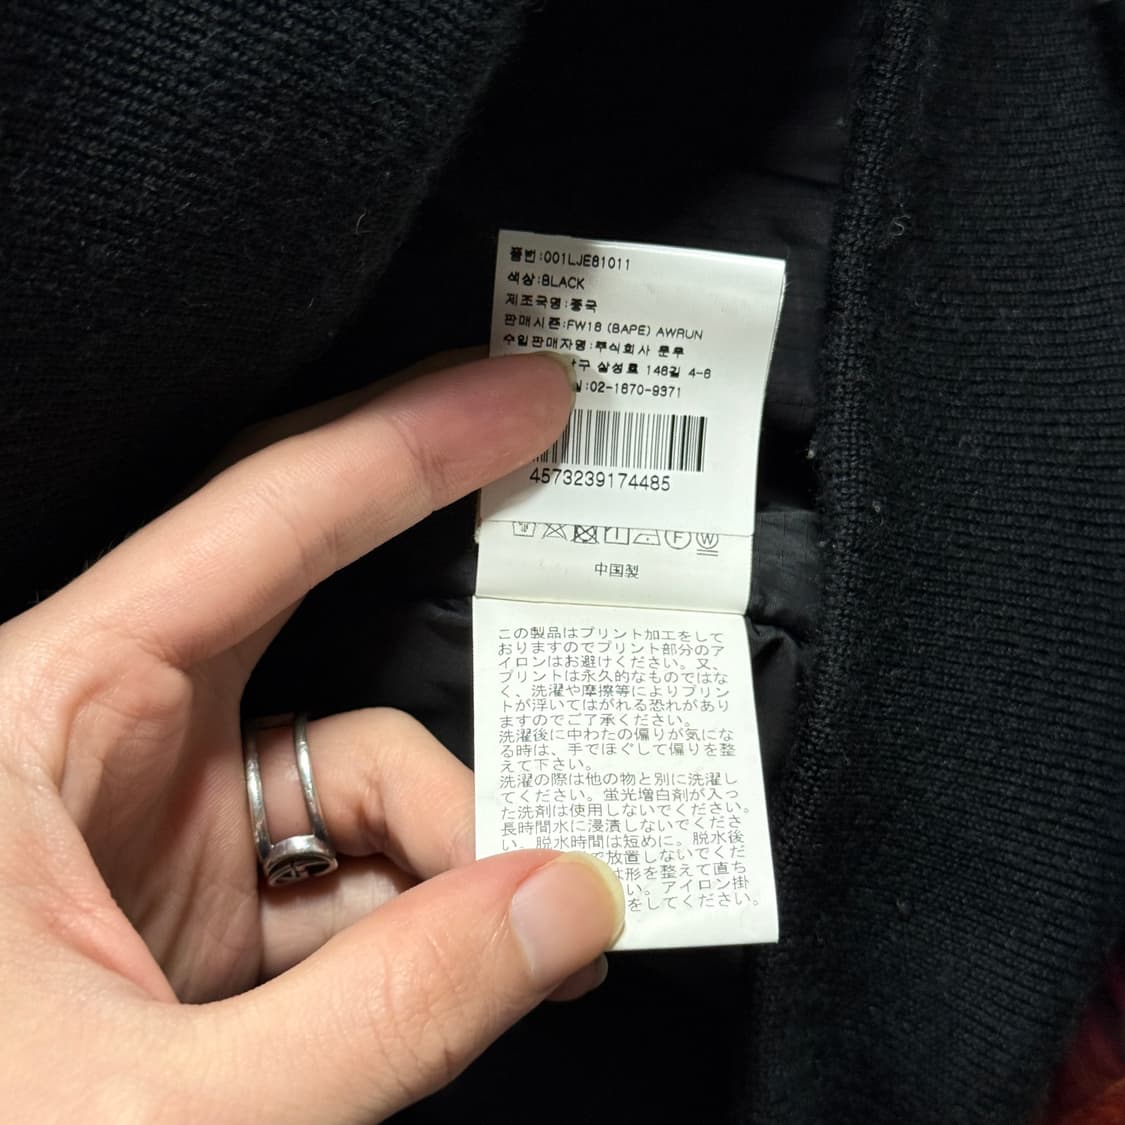 품번:001LJE81011
색상:BLACK
제조국명:중국
판매시즌:FW18 (BAPE) AWRUN
수입판매자명:주식회사
구 삼성로 146길 4-6
:02-1670-9371
4573239174485
F W
中国製
この製品はプリント加工をして
おりますのでプリント部分のア
イロンはお避けください。又、
プリントは永久的なものではな
く、洗濯や摩擦等によりプリン
トが浮いてはがれる恐れがあり
ますのでご了承ください。
洗濯後に中わたの偏りが気にな
る時は、手でほぐして偏りを整
えて下さい。
洗濯の際は他の物と別に洗濯し
てください。蛍光増白剤が入っ
た洗剤は使用しないでください。
長時間水に浸漬しないでくださ
い。脱水時間は短めに。脱水後
で放置しないでくだ
は形を整えて直ち
い。アイロン掛
をしてください。